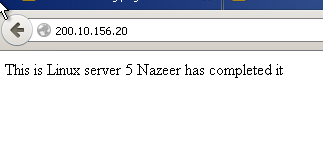 200.10.156.20
This is Linux server 5 Nazeer has completed it